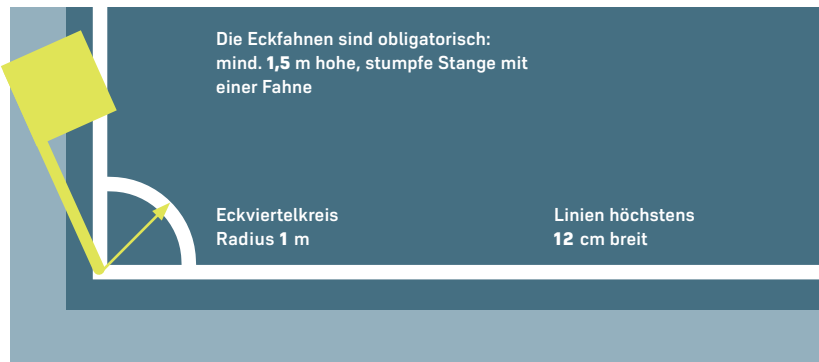 Die Eckfahnen sind obligatorisch:
mind. 1,5 m hohe, stumpfe Stange mit
einer Fahne
Eckviertelkreis
Radius 1 m
Linien höchstens
12 cm breit